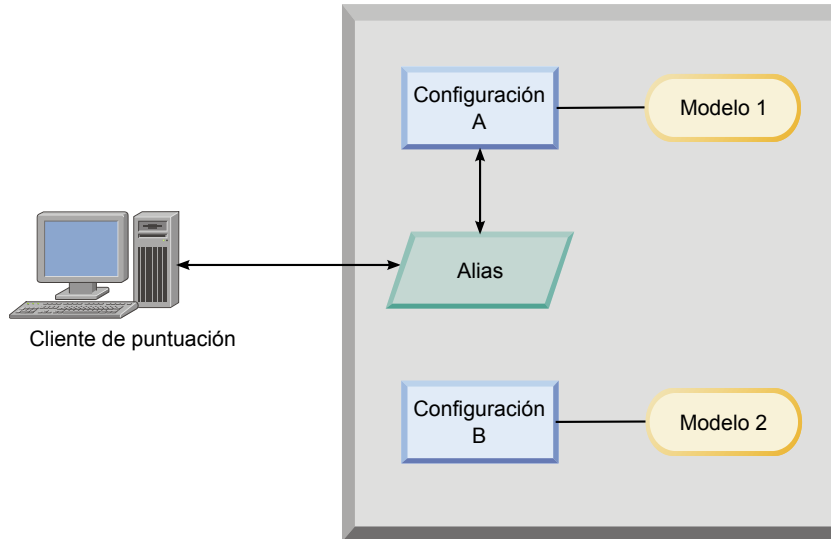 Configuración
A
Modelo 1
Alias
Cliente de puntuación
Configuración
B
Modelo 2